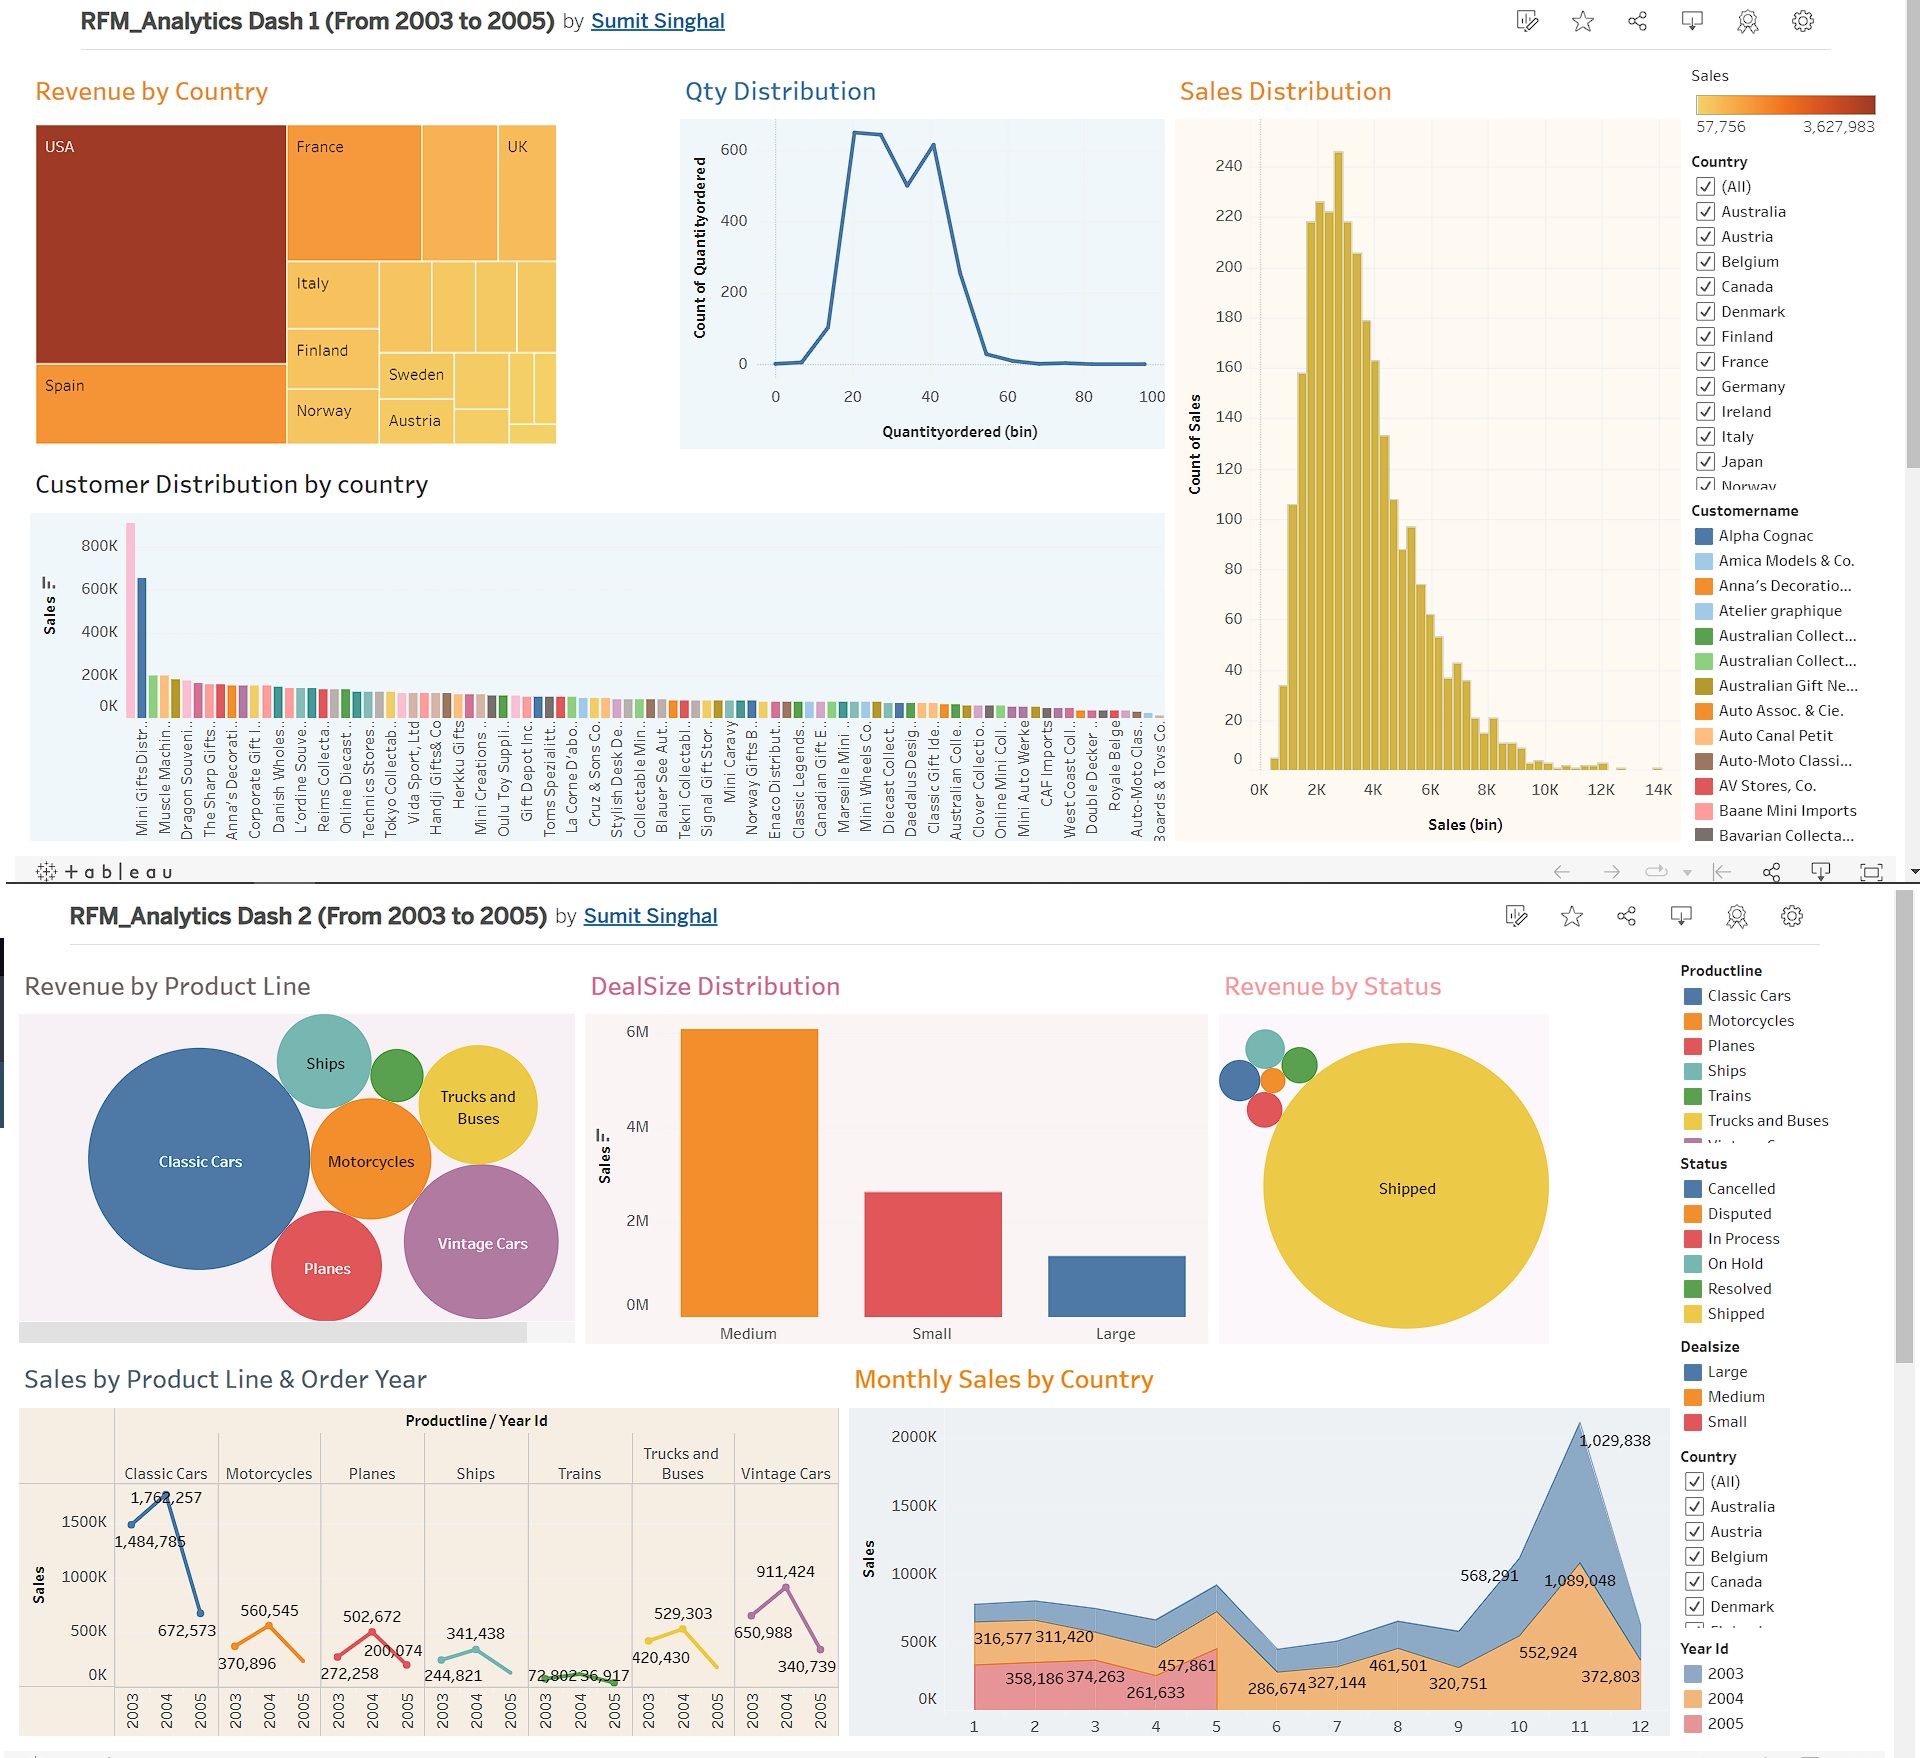 RFM_Analytics Dash 1 (From 2003 to 2005) by Sumit Singhal
Revenue by Country
USA
France
UK
Italy
Finland
Spain
Norway
Sweden
Austria
Qty Distribution
Count of Quantityordered
600
400
200
0
0 20 40 60 80 100
Quantityordered (bin)
Sales Distribution
Count of Sales
240
220
200
180
160
140
120
100
80
60
40
20
0
0K 2K 4K 6K 8K 10K 12K 14K
Sales (bin)
Sales
57,756 3,627,983
Country
(All)
Australia
Austria
Belgium
Canada
Denmark
Finland
France
Germany
Ireland
Italy
Japan
Norway
Customername
Alpha Cognac
Amica Models & Co.
Anna's Decoratio...
Atelier graphique
Australian Collect...
Australian Collect...
Australian Gift Ne...
Auto Assoc. & Cie.
Auto Canal Petit
Auto-Moto Classi...
AV Stores, Co.
Baane Mini Imports
Bavarian Collecta...
Customer Distribution by country
Sales
800K
600K
400K
200K
0K
Mini Gifts Distr..
Muscle Machin..
Dragon Souveni..
The Sharp Gifts..
Anna's Decorati..
Corporate Gift I..
Danish Wholes..
L'ordine Souve..
Reims Collecta..
Online Diecast ..
Technics Stores..
Tokyo Collectab..
Vida Sport, Ltd
Handji Gifts& Co
Herkku Gifts
Mini Creations ..
Oulu Toy Suppli..
Gift Depot Inc.
Toms Spezialitt..
La Corne D'abo..
Cruz & Sons Co.
Stylish Desk De..
Collectable Min..
Blauer See Aut..
Tekni Collectabl..
Signal Gift Stor..
Mini Caravy
Norway Gifts B..
Enaco Distribut..
Classic Legends..
Canadian Gift E..
Marseille Mini ..
Mini Wheels Co.
Diecast Collect..
Daedalus Desig..
Classic Gift Ide..
Australian Colle..
Clover Collectio..
Online Mini Coll..
Mini Auto Werke
CAF Imports
West Coast Coll..
Double Decker ..
Royale Belge
Auto-Moto Clas..
Boards & Toys Co.
+ a b l e a u
RFM_Analytics Dash 2 (From 2003 to 2005) by Sumit Singhal
Revenue by Product Line
Ships
Trucks and
Buses
Classic Cars
Motorcycles
Vintage Cars
Planes
DealSize Distribution
Sales
6M
4M
2M
0M
Medium Small Large
Revenue by Status
Shipped
Productline
Classic Cars
Motorcycles
Planes
Ships
Trains
Trucks and Buses
Status
Cancelled
Disputed
In Process
On Hold
Resolved
Shipped
Dealsize
Large
Medium
Small
Country
(All)
Australia
Austria
Belgium
Canada
Denmark
Year Id
2003
2004
2005
Sales by Product Line & Order Year
Productline / Year Id
Classic Cars Motorcycles Planes Ships Trains Trucks and Buses Vintage Cars
Sales
1500K
1000K
500K
0K
1,762,257
1,484,785
672,573
560,545
370,896
502,672
200,074
272,258
341,438
244,821
72,802 36,917
529,303
420,430
911,424
650,988
340,739
2003 2004 2005 2003 2004 2005 2003 2004 2005 2003 2004 2005 2003 2004 2005 2003 2004 2005 2003 2004 2005
Monthly Sales by Country
Sales
2000K
1500K
1000K
500K
0K
1,029,838
568,291
1,089,048
316,577 311,420
358,186 374,263
457,861
261,633
286,674 327,144
461,501
320,751
552,924
372,803
1 2 3 4 5 6 7 8 9 10 11 12